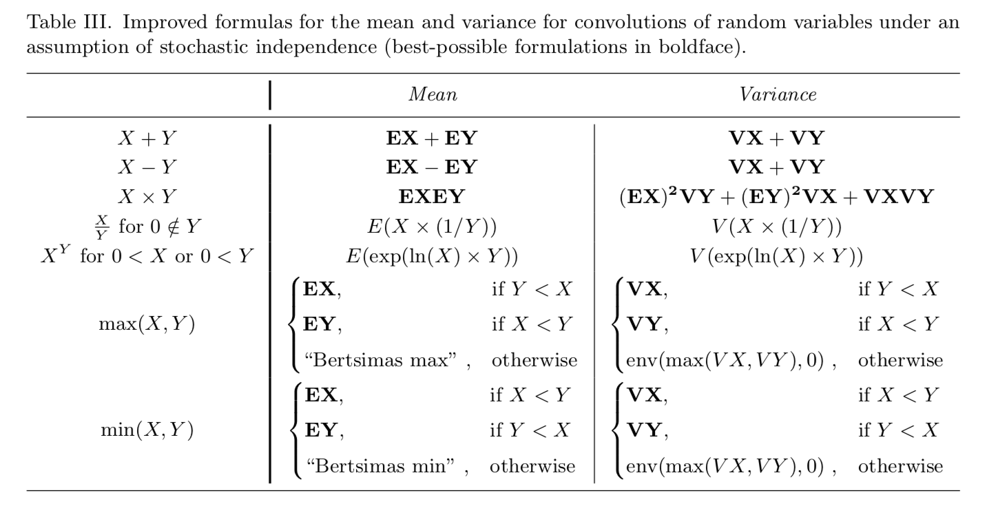 Table III. Improved formulas for the mean and variance for convolutions of random variables under an
assumption of stochastic independence (best-possible formulations in boldface).
Mean Variance
X + Y EX + EY VX + VY
X − Y EX − EY VX + VY
X × Y EXEY (EX)²VY + (EY)²VX + VXVY
X/Y for 0 ∉ Y E(X × (1/Y)) V(X × (1/Y))
X^Y for 0 < X or 0 < Y E(exp(ln(X) × Y)) V(exp(ln(X) × Y))
EX, if Y < X VX, if Y < X
max(X, Y) EY, if X < Y VY, if X < Y
“Bertsimas max” , otherwise env(max(VX, VY), 0) , otherwise
EX, if X < Y VX, if X < Y
min(X, Y) EY, if Y < X VY, if Y < X
“Bertsimas min” , otherwise env(max(VX, VY), 0) , otherwise